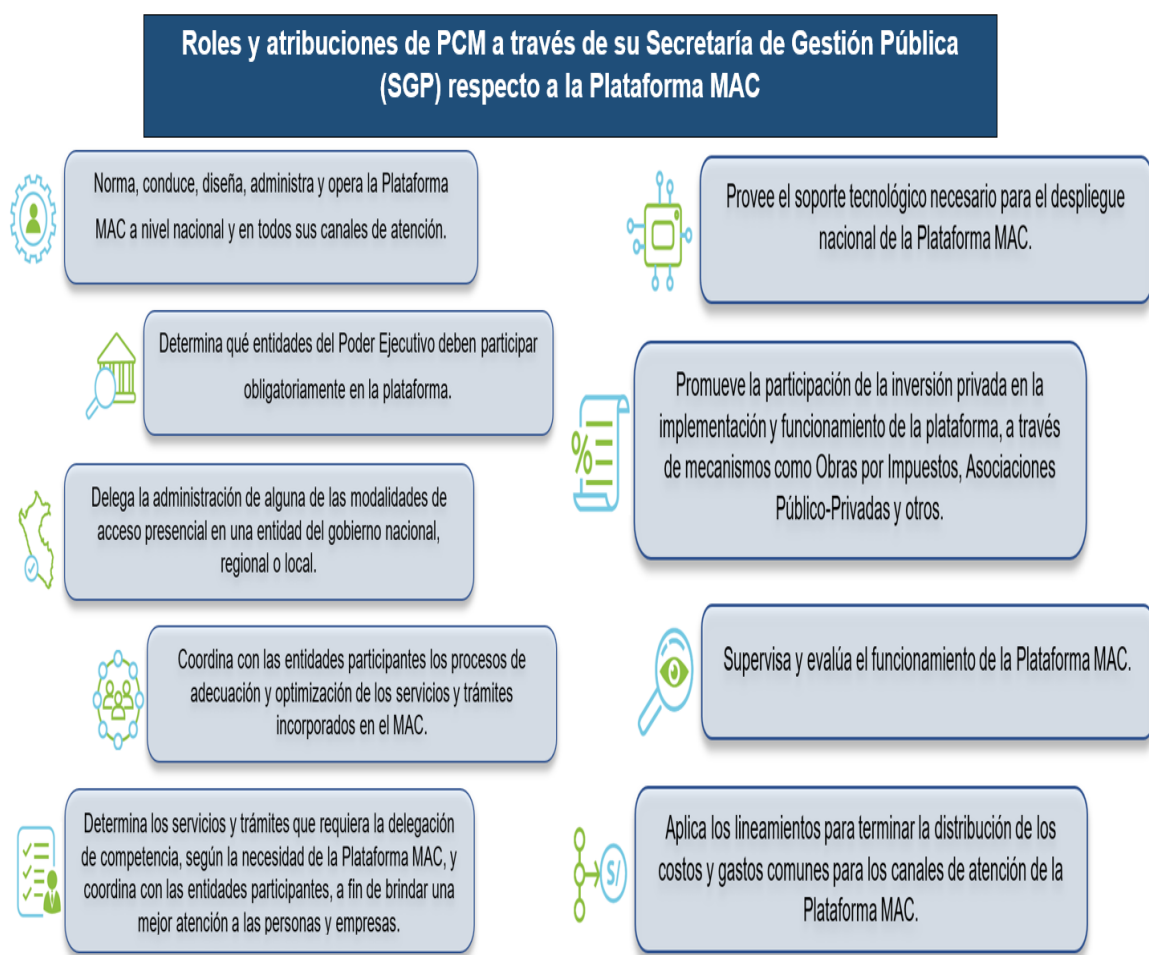 Roles y atribuciones de PCM a través de su Secretaría de Gestión Pública
(SGP) respecto a la Plataforma MAC
Norma, conduce, diseña, administra y opera la Plataforma
MAC a nivel nacional y en todos sus canales de atención.
Determina qué entidades del Poder Ejecutivo deben participar
obligatoriamente en la plataforma.
Delega la administración de alguna de las modalidades de
acceso presencial en una entidad del gobierno nacional,
regional o local.
Coordina con las entidades participantes los procesos de
adecuación y optimización de los servicios y trámites
incorporados en el MAC.
Determina los servicios y trámites que requiera la delegación
de competencia, según la necesidad de la Plataforma MAC, y
coordina con las entidades participantes, a fin de brindar una
mejor atención a las personas y empresas.
Provee el soporte tecnológico necesario para el despliegue
nacional de la Plataforma MAC.
%
Promueve la participación de la inversión privada en la
implementación y funcionamiento de la plataforma, a través
de mecanismos como Obras por Impuestos, Asociaciones
Público-Privadas y otros.
Supervisa y evalúa el funcionamiento de la Plataforma MAC.
S/
Aplica los lineamientos para terminar la distribución de los
costos y gastos comunes para los canales de atención de la
Plataforma MAC.